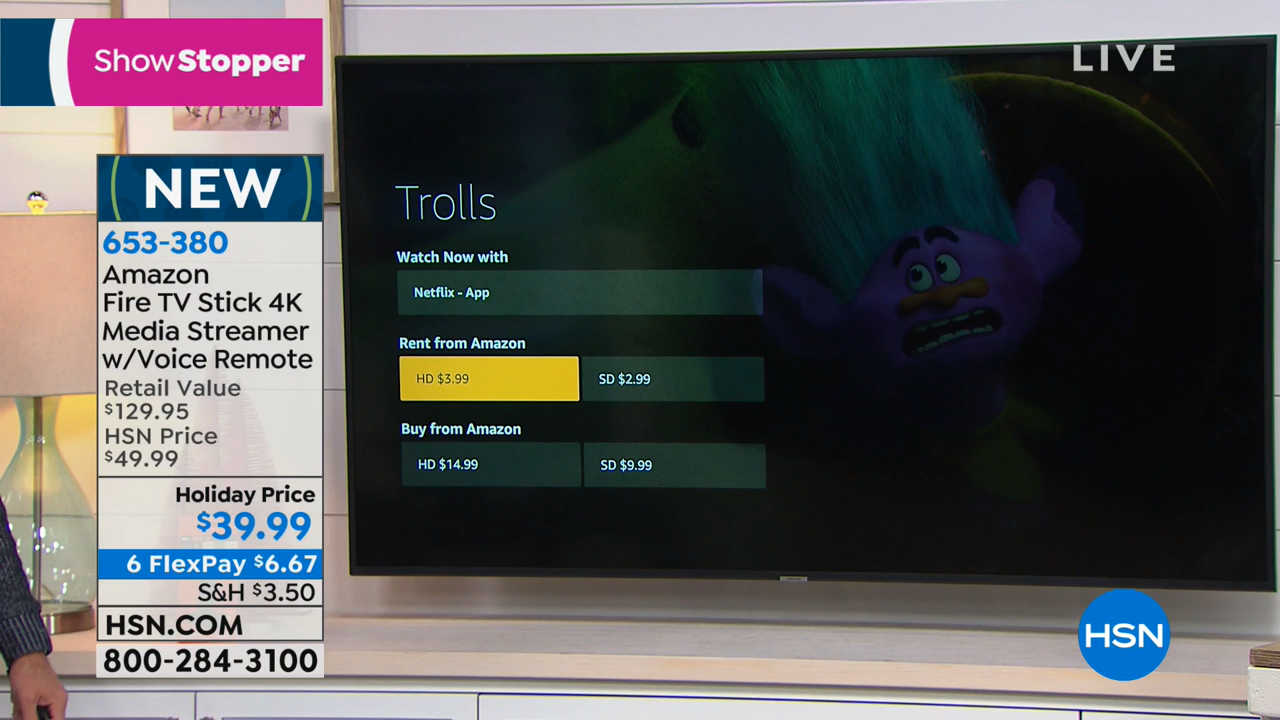 ShowStopper
LIVE
NEW
653-380
Amazon
Fire TV Stick 4K
Media Streamer
w/Voice Remote
Retail Value
$129.95
HSN Price
$49.99
Holiday Price
$39.99
6 FlexPay $6.67
S&H $3.50
HSN.COM
800-284-3100
Trolls
Watch Now with
Netflix - App
Rent from Amazon
HD $3.99
SD $2.99
Buy from Amazon
HD $14.99
SD $9.99
HSN